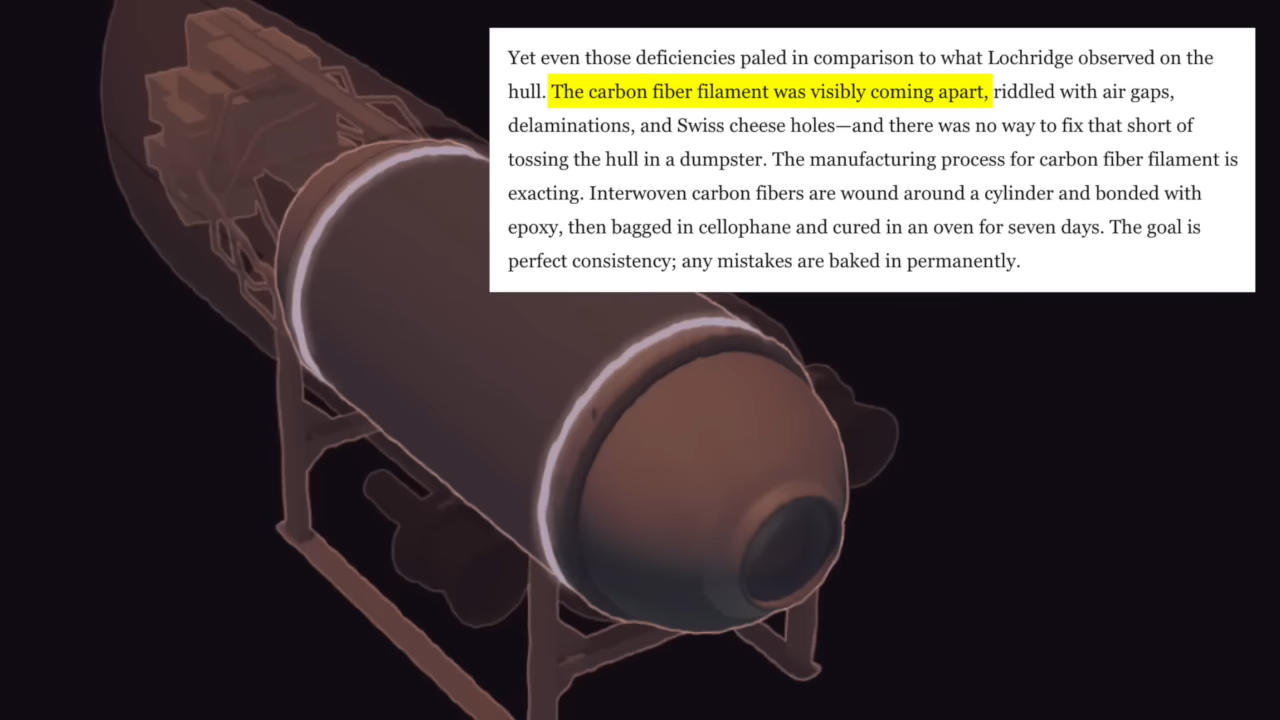 Yet even those deficiencies paled in comparison to what Lochridge observed on the
hull. The carbon fiber filament was visibly coming apart, riddled with air gaps,
delaminations, and Swiss cheese holes—and there was no way to fix that short of
tossing the hull in a dumpster. The manufacturing process for carbon fiber filament is
exacting. Interwoven carbon fibers are wound around a cylinder and bonded with
epoxy, then bagged in cellophane and cured in an oven for seven days. The goal is
perfect consistency; any mistakes are baked in permanently.